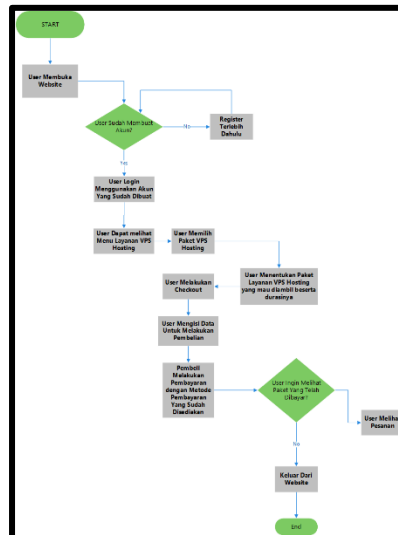 START
User Membuka
Website
User Sudah Membuat
Akun?
No
Register
Terlebih
Dahulu
Yes
User Login
Menggunakan Akun
Yang Sudah Dibuat
User Dapat melihat
Menu Layanan VPS
Hosting
User Memilih
Paket VPS
Hosting
User Menentukan Paket
Layanan VPS Hosting
yang mau diambil beserta
durasinya
User Melakukan
Checkout
User Mengisi Data
Untuk Melakukan
Pembelian
Pembeli
Melakukan
Pembayaran
dengan Metode
Pembayaran
Yang Sudah
Disediakan
User Ingin Melihat
Paket Yang Telah
Dibayar?
User Melihat
Pesanan
No
Keluar Dari
Website
End